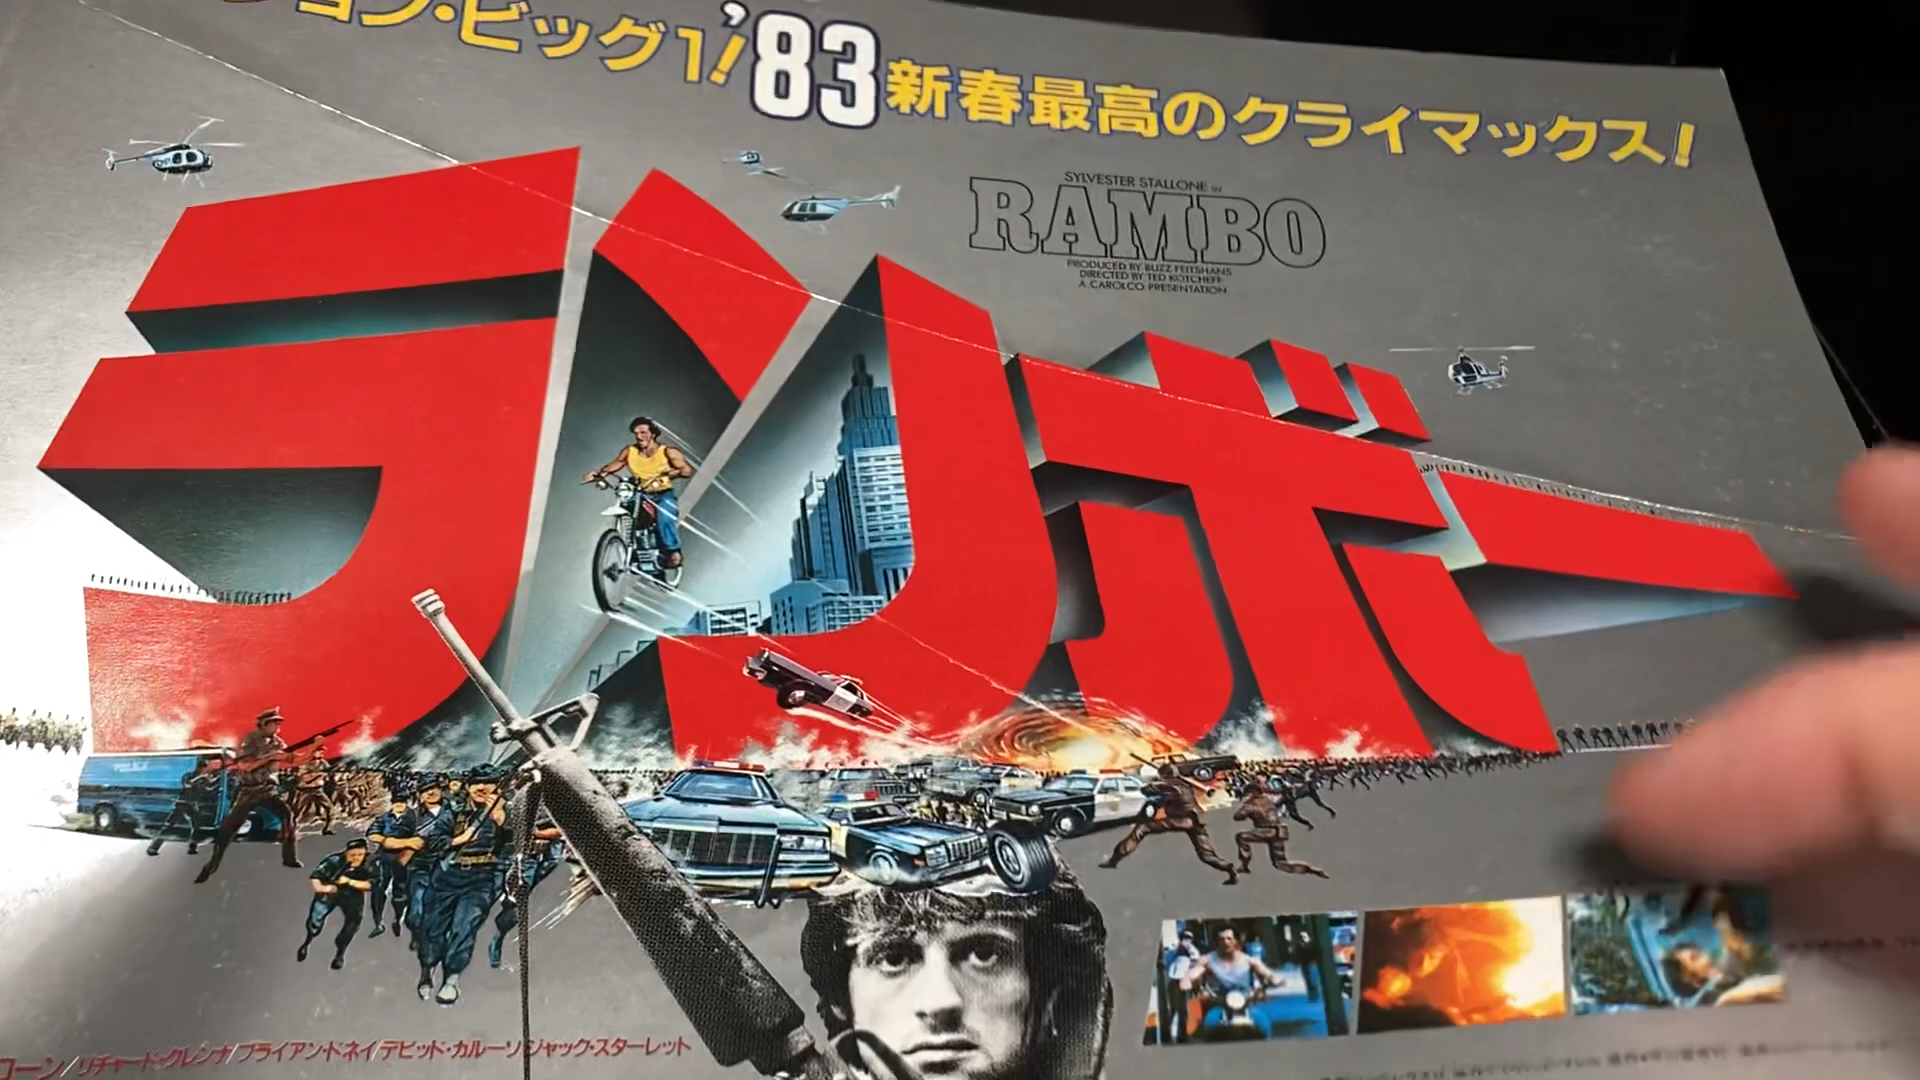 ョン・ビッグ1!'83新春最高のクライマックス!
SYLVESTER STALLONE IN
RAMBO
PRODUCED BY BUZZ FEITSHANS
DIRECTED BY TED KOTCHEFF
A CAROLCO PRESENTATION
ランボー
コーン/リチャード・クレンナ/ブライアン・ドネイ/デビッド・カルーソ/ジャック・スターレット